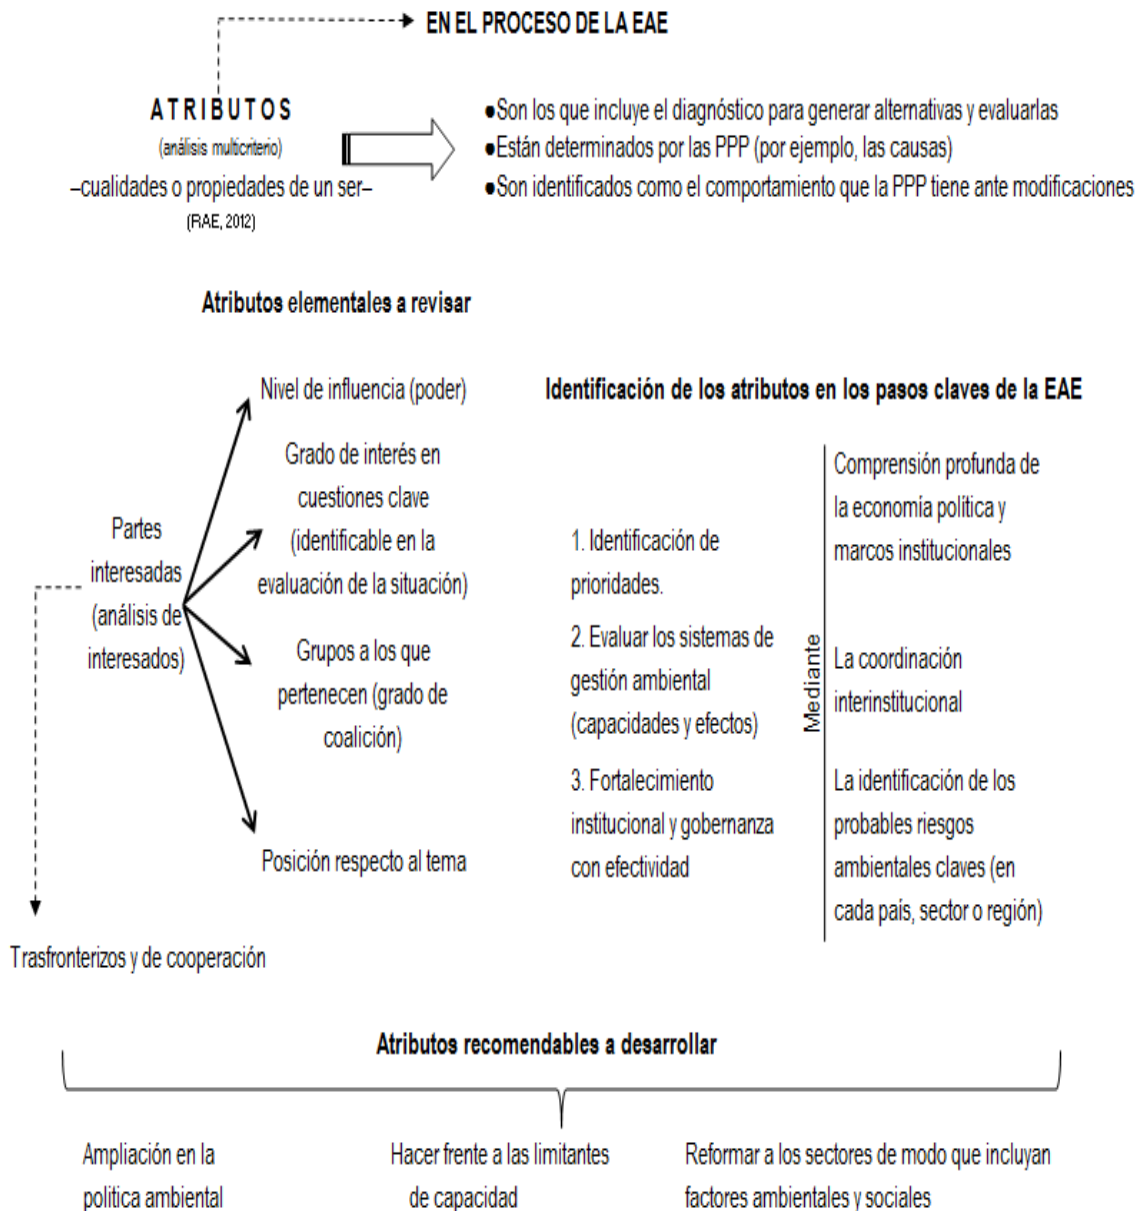 EN EL PROCESO DE LA EAE
ATRIBUTOS
(análisis multicriterio)
–cualidades o propiedades de un ser–
(RAE, 2012)
●Son los que incluye el diagnóstico para generar alternativas y evaluarlas
●Están determinados por las PPP (por ejemplo, las causas)
●Son identificados como el comportamiento que la PPP tiene ante modificaciones
Atributos elementales a revisar
Partes
interesadas
(análisis de
interesados)
Nivel de influencia (poder)
Grado de interés en
cuestiones clave
(identificable en la
evaluación de la situación)
Grupos a los que
pertenecen (grado de
coalición)
Posición respecto al tema
Trasfronterizos y de cooperación
Identificación de los atributos en los pasos claves de la EAE
1. Identificación de
prioridades.
2. Evaluar los sistemas de
gestión ambiental
(capacidades y efectos)
3. Fortalecimiento
institucional y gobernanza
con efectividad
Mediante
Comprensión profunda de
la economía política y
marcos institucionales
La coordinación
interinstitucional
La identificación de los
probables riesgos
ambientales claves (en
cada país, sector o región)
Atributos recomendables a desarrollar
Ampliación en la
politica ambiental
Hacer frente a las limitantes
de capacidad
Reformar a los sectores de modo que incluyan
factores ambientales y sociales